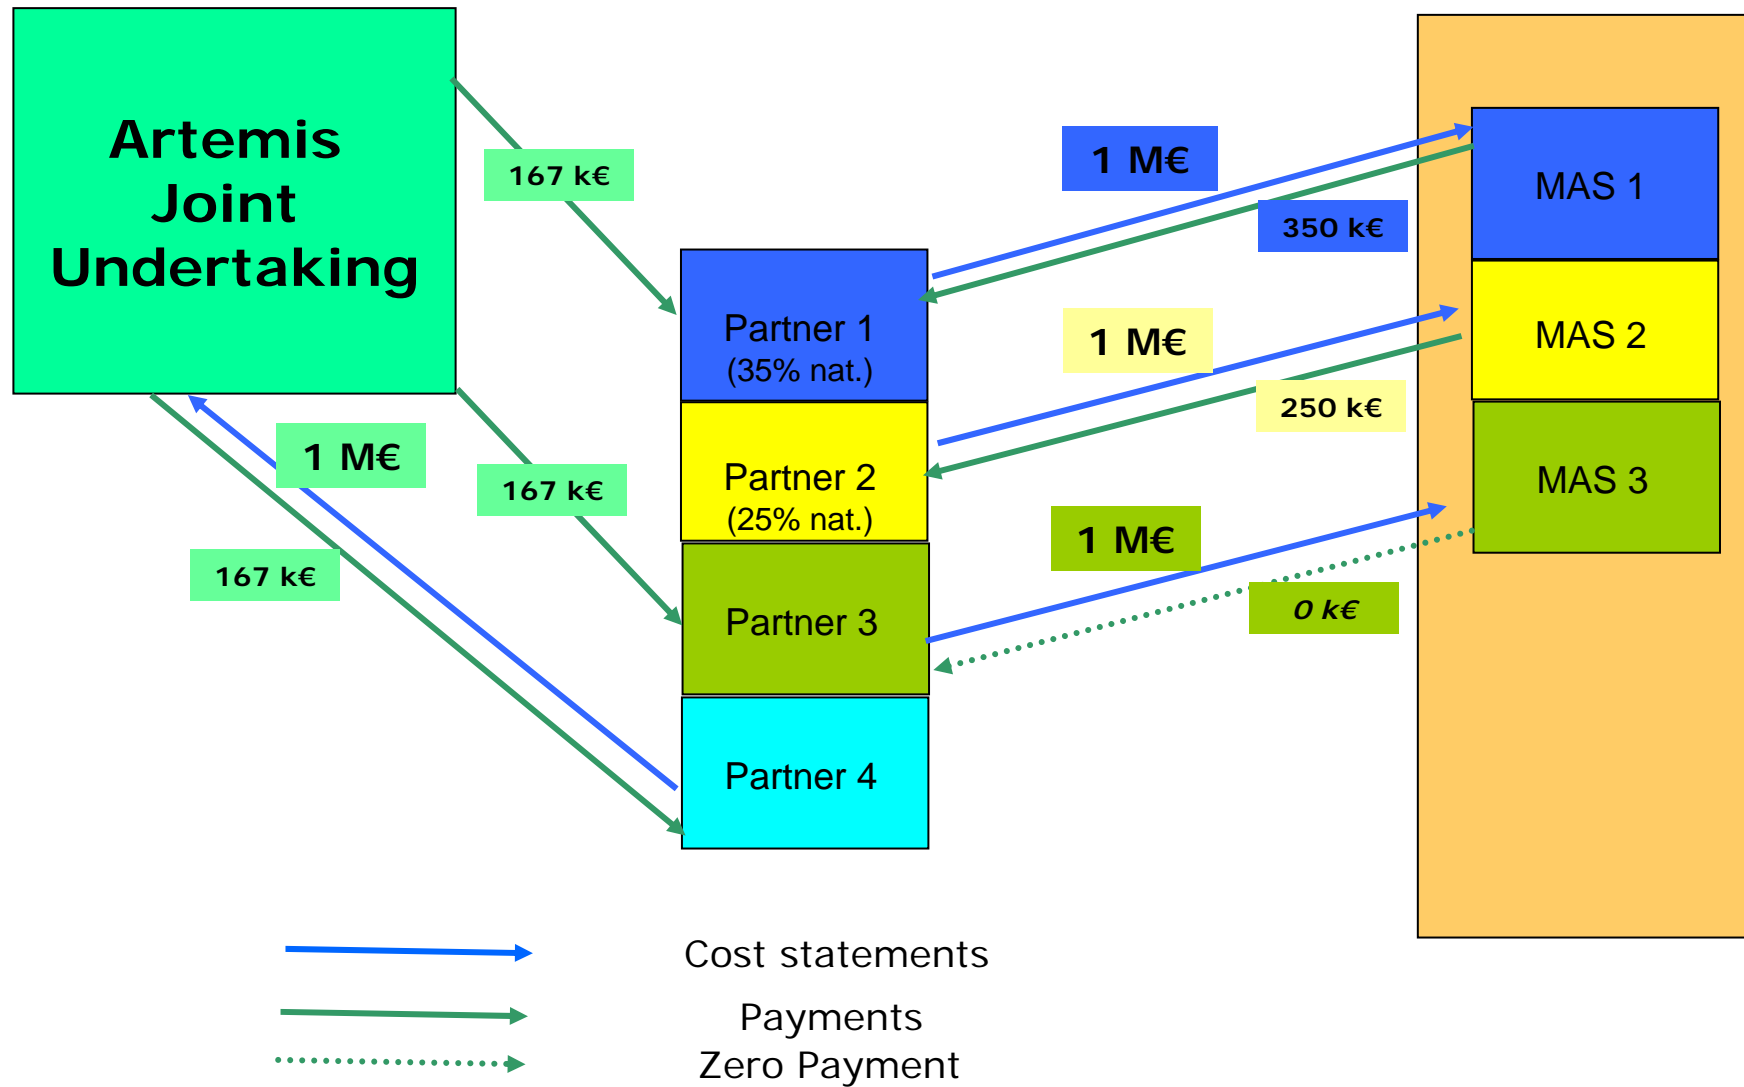 Artemis
Joint
Undertaking
167 k€
1 M€
167 k€
167 k€
Partner 1
(35% nat.)
Partner 2
(25% nat.)
Partner 3
Partner 4
1 M€
350 k€
1 M€
250 k€
1 M€
0 k€
MAS 1
MAS 2
MAS 3
Cost statements
Payments
Zero Payment